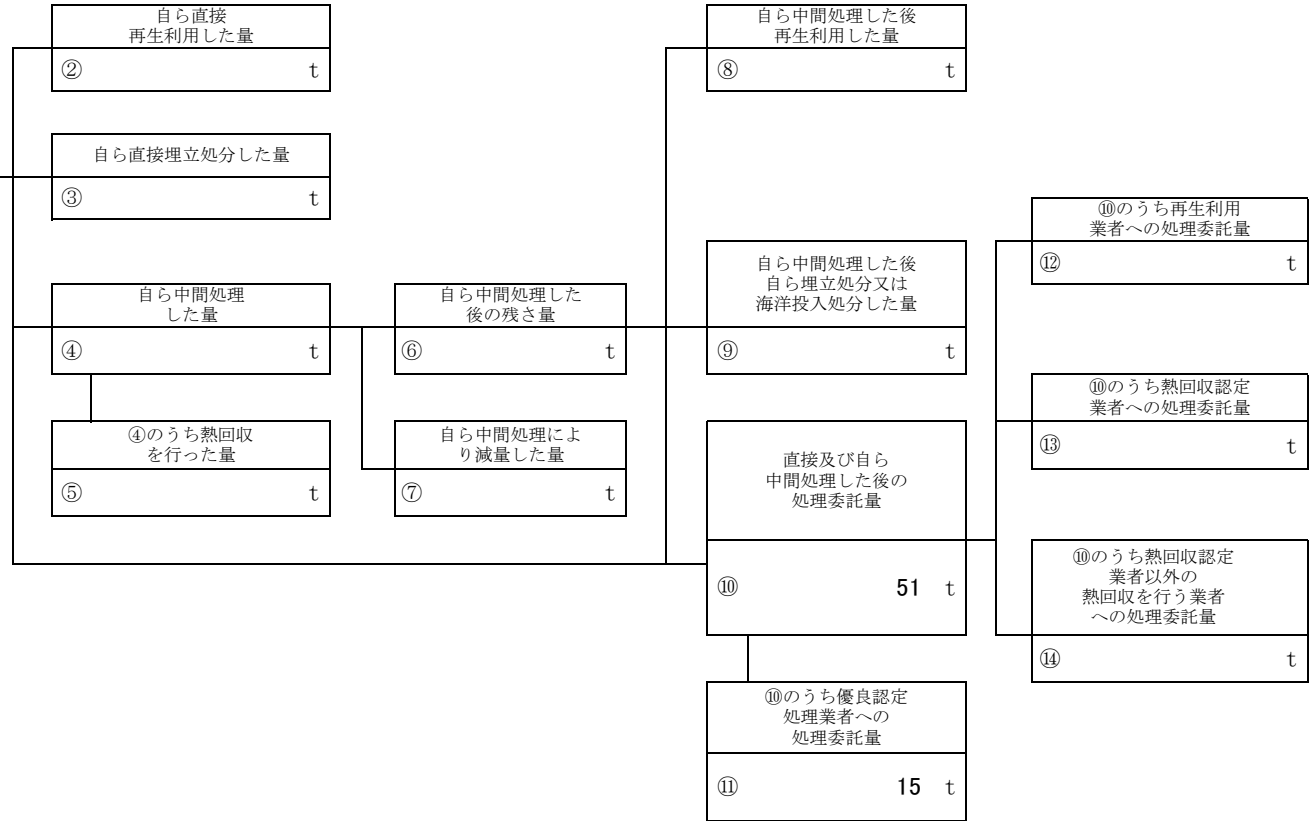 自ら直接
再生利用した量
② t
自ら直接埋立処分した量
③ t
自ら中間処理
した量
④ t
④のうち熱回収
を行った量
⑤ t
自ら中間処理した
後の残さ量
⑥ t
自ら中間処理によ
り減量した量
⑦ t
自ら中間処理した後
再生利用した量
⑧ t
自ら中間処理した後
自ら埋立処分又は
海洋投入処分した量
⑨ t
直接及び自ら
中間処理した後の
処理委託量
⑩ 51 t
⑩のうち優良認定
処理業者への
処理委託量
⑪ 15 t
⑩のうち再生利用
業者への処理委託量
⑫ t
⑩のうち熱回収認定
業者への処理委託量
⑬ t
⑩のうち熱回収認定
業者以外の
熱回収を行う業者
への処理委託量
⑭ t